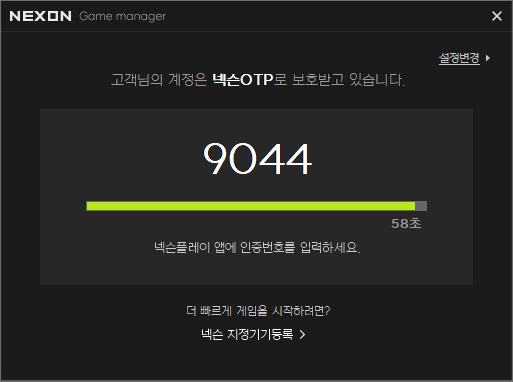 NEXON Game manager
설정변경
고객님의 계정은 넥슨OTP로 보호받고 있습니다.
9044
58초
넥슨플레이 앱에 인증번호를 입력하세요.
더 빠르게 게임을 시작하려면?
넥슨 지정기기등록 >